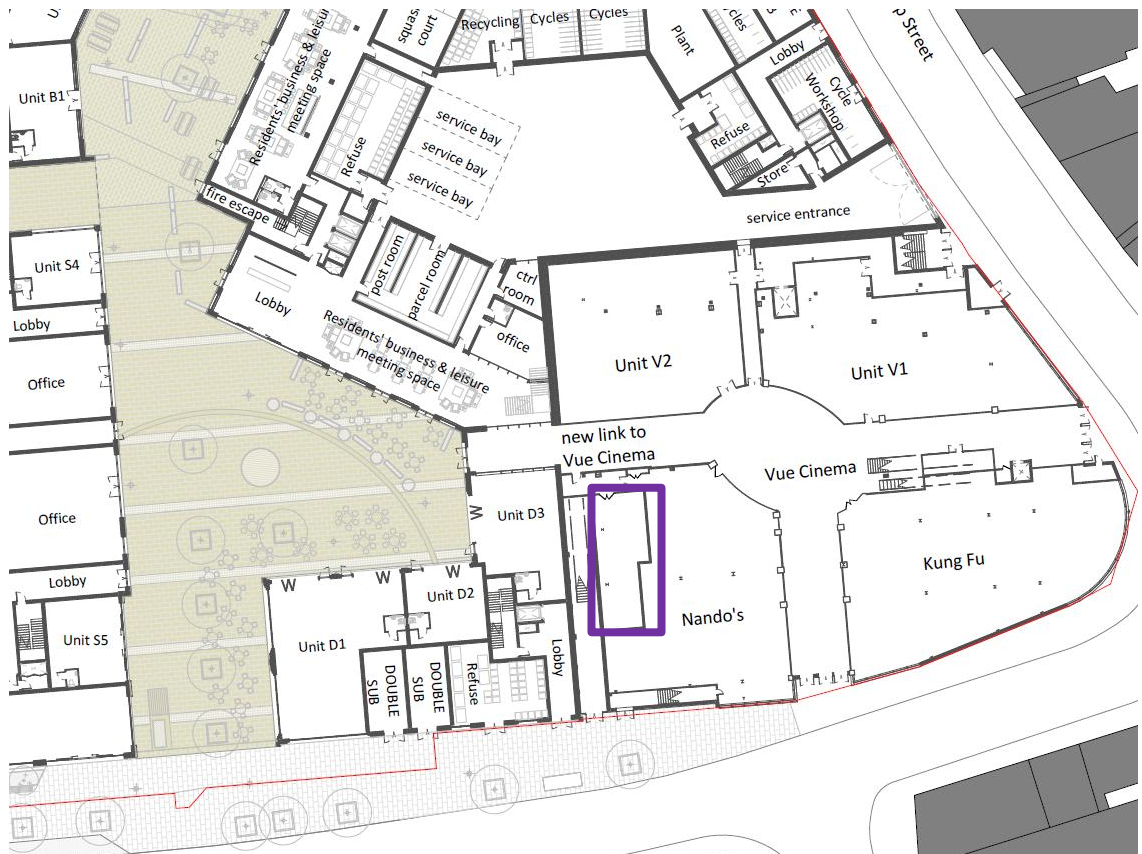 squas
court
Recycling
Cycles
Cycles
ycles
Plant
Lobby
p Street
Unit B1
Residents' business & leisu
meeting space
service bay
service bay
service bay
Refuse
Refuse
Cycle
Workshop
Store
fire escape
service entrance
Unit S4
post room
parcel room
ctrl
room
office
Lobby
Lobby
Residents' business & leisure
meeting space
Unit V2
Unit V1
Office
new link to
Vue Cinema
Vue Cinema
Office
Unit D3
W
Kung Fu
Lobby
W
W
W
Unit D2
Nando's
Unit S5
Unit D1
DOUBLE
SUB
DOUBLE
SUB
Refuse
Lobby